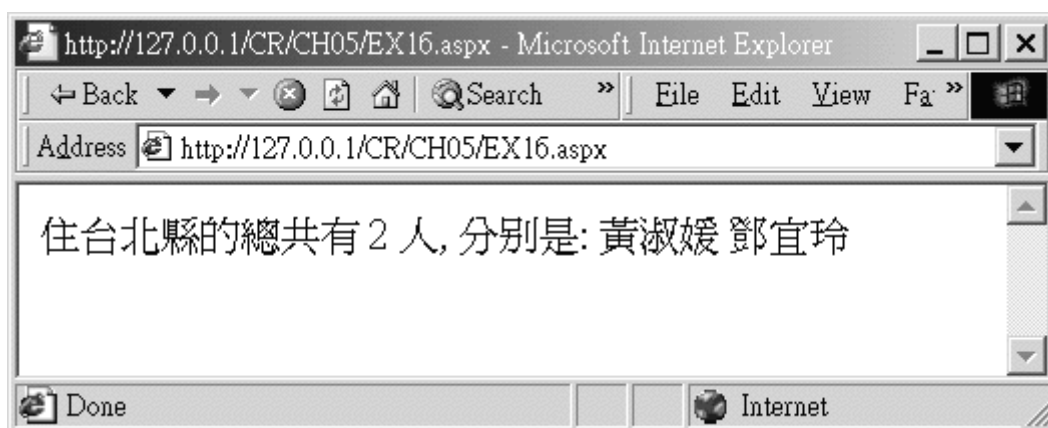 http://127.0.0.1/CR/CH05/EX16.aspx - Microsoft Internet Explorer
Back Search » File Edit View Fa »
Address http://127.0.0.1/CR/CH05/EX16.aspx
住台北縣的總共有 2 人, 分別是: 黃淑媛 鄧宜玲
Done Internet